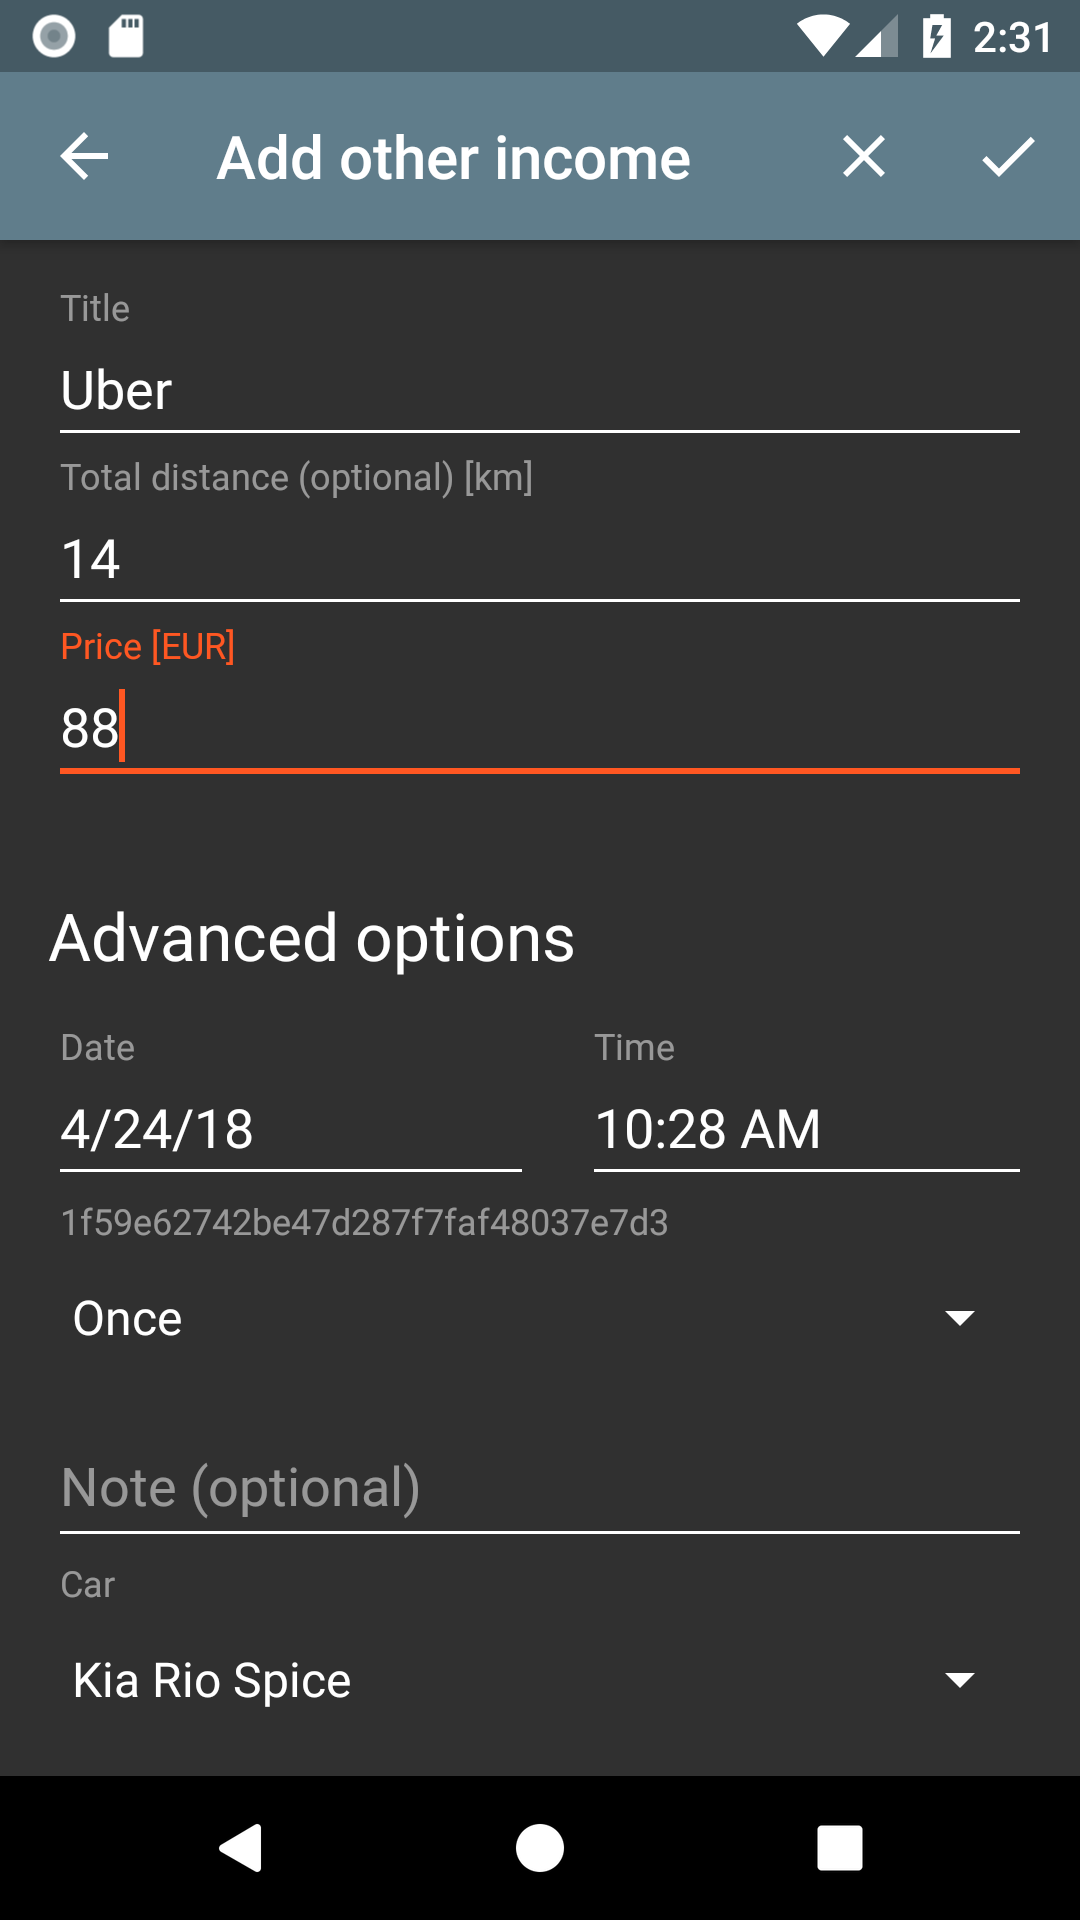 2:31
Add other income
Title
Uber
Total distance (optional) [km]
14
Price [EUR]
88
Advanced options
Date Time
4/24/18 10:28 AM
1f59e62742be47d287f7faf48037e7d3
Once
Note (optional)
Car
Kia Rio Spice